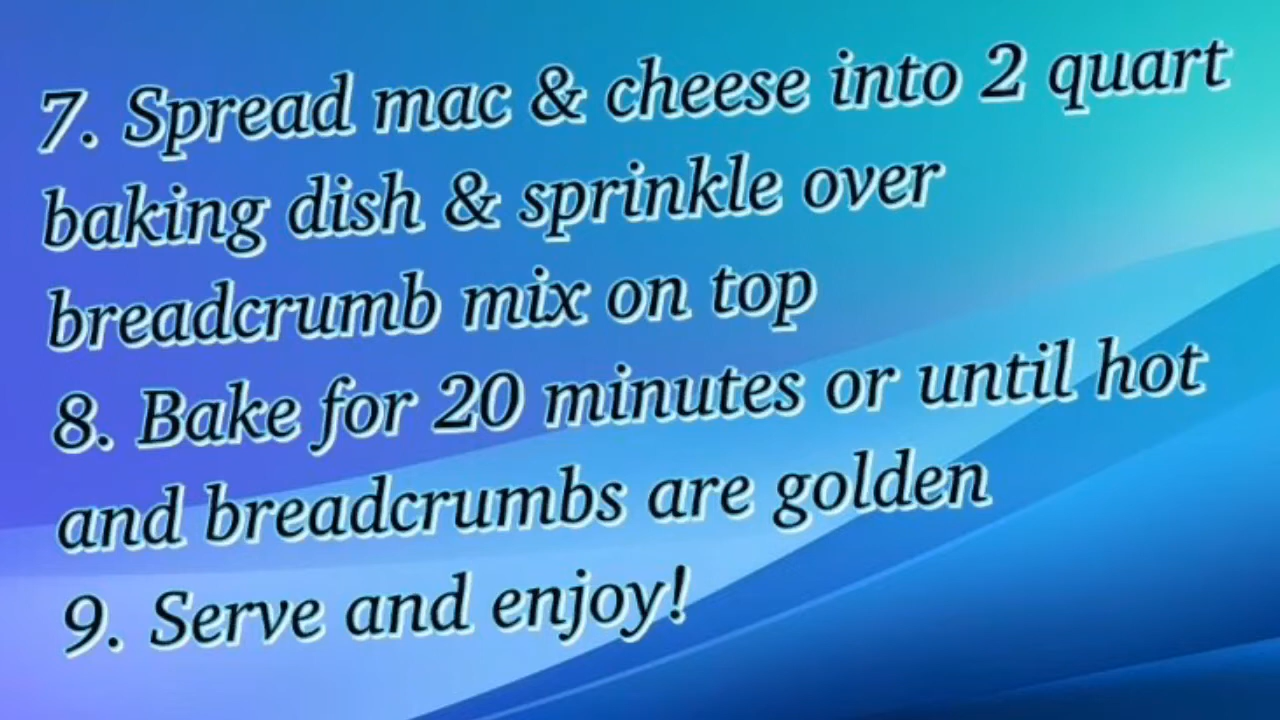 7. Spread mac & cheese into 2 quart
baking dish & sprinkle over
breadcrumb mix on top
8. Bake for 20 minutes or until hot
and breadcrumbs are golden
9. Serve and enjoy!